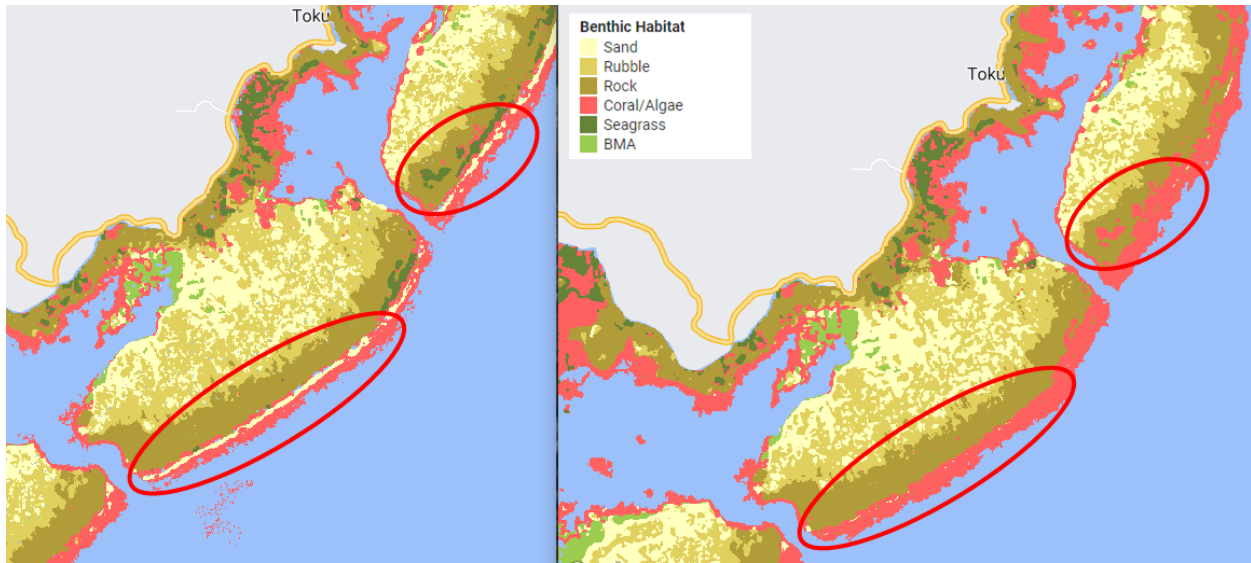 Toku
Benthic Habitat
Sand
Rubble
Rock
Coral/Algae
Seagrass
BMA
Toku